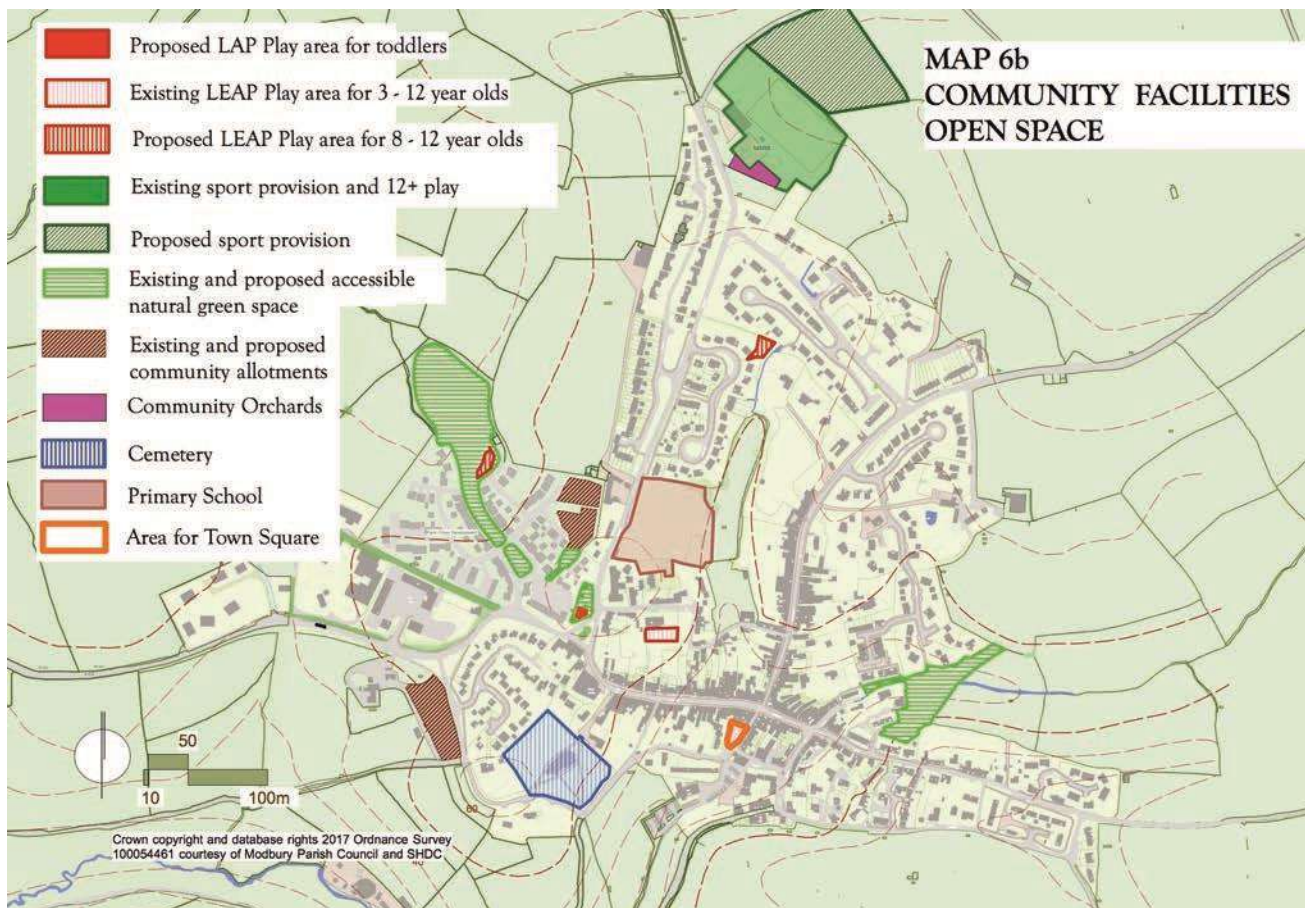 Proposed LAP Play area for toddlers
Existing LEAP Play area for 3 - 12 year olds
Proposed LEAP Play area for 8 - 12 year olds
Existing sport provision and 12+ play
Proposed sport provision
Existing and proposed accessible
natural green space
Existing and proposed
community allotments
Community Orchards
Cemetery
Primary School
Area for Town Square
MAP 6b
COMMUNITY FACILITIES
OPEN SPACE
50
10
100m
60
Crown copyright and database rights 2017 Ordnance Survey
100054461 courtesy of Modbury Parish Council and SHDC